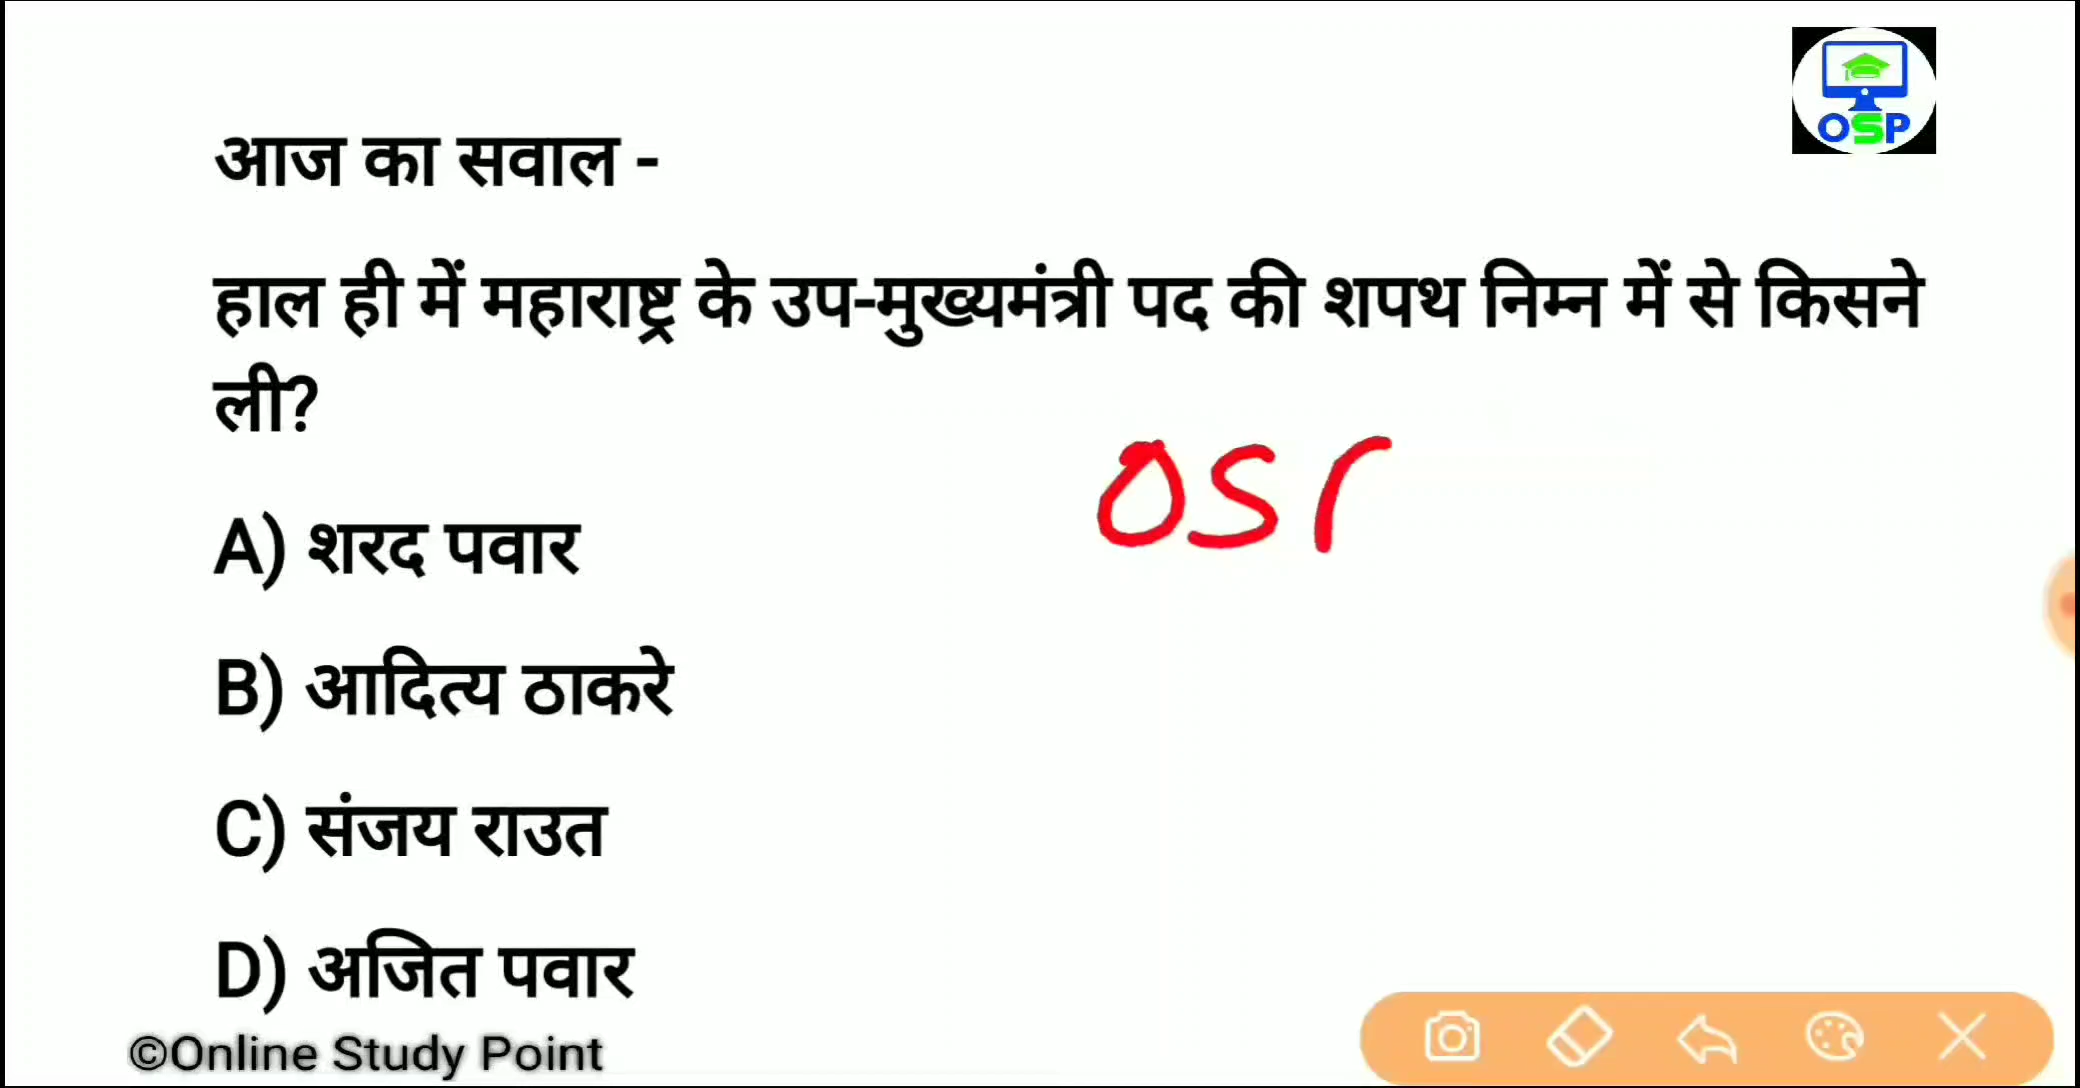 OSP
आज का सवाल -
हाल ही में महाराष्ट्र के उप-मुख्यमंत्री पद की शपथ निम्न में से किसने
ली?
OS
A) शरद पवार
B) आदित्य ठाकरे
C) संजय राउत
D) अजित पवार
©Online Study Point